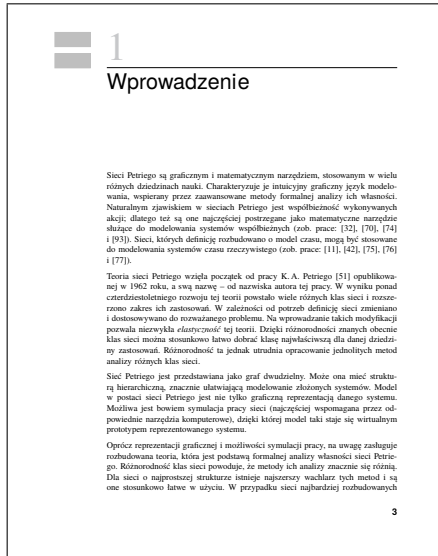 1
Wprowadzenie
Sieci Petriego są graficznym i matematycznym narzędziem, stosowanym w wielu
różnych dziedzinach nauki. Charakteryzuje je intuicyjny graficzny język modelo-
wania, wspierany przez zaawansowane metody formalnej analizy ich własności.
Naturalnym zjawiskiem w sieciach Petriego jest współbieżność wykonywanych
akcji; dlatego też są one najczęściej postrzegane jako matematyczne narzędzie
służące do modelowania systemów współbieżnych (zob. prace: [32], [70], [74]
i [93]). Sieci, których definicję rozbudowano o model czasu, mogą być stosowane
do modelowania systemów czasu rzeczywistego (zob. prace: [11], [42], [75], [76]
i [77]).
Teoria sieci Petriego wzięła początek od pracy K. A. Petriego [51] opublikowa-
nej w 1962 roku, a swą nazwę – od nazwiska autora tej pracy. W wyniku ponad
czterdziestoletniego rozwoju tej teorii powstało wiele różnych klas sieci i rozsze-
rzono zakres ich zastosowań. W zależności od potrzeb definicję sieci zmieniano
i dostosowywano do rozważanego problemu. Na wprowadzanie takich modyfikacji
pozwala niezwykła elastyczność tej teorii. Dzięki różnorodności znanych obecnie
klas sieci można stosunkowo łatwo dobrać klasę najwłaściwszą dla danej dziedzi-
ny zastosowań. Różnorodność ta jednak utrudnia opracowanie jednolitych metod
analizy różnych klas sieci.
Sieć Petriego jest przedstawiana jako graf dwudzielny. Może ona mieć struktu-
rę hierarchiczną, znacznie ułatwiającą modelowanie złożonych systemów. Model
w postaci sieci Petriego jest nie tylko graficzną reprezentacją danego systemu.
Możliwa jest bowiem symulacja pracy sieci (najczęściej wspomagana przez od-
powiednie narzędzia komputerowe), dzięki której model taki staje się wirtualnym
prototypem reprezentowanego systemu.
Oprócz reprezentacji graficznej i możliwości symulacji pracy, na uwagę zasługuje
rozbudowana teoria, która jest podstawą formalnej analizy własności sieci Petrie-
go. Różnorodność klas sieci powoduje, że metody ich analizy znacznie się różnią.
Dla sieci o najprostszej strukturze istnieje najszerszy wachlarz tych metod i są
one stosunkowo łatwe w użyciu. W przypadku sieci najbardziej rozbudowanych
3